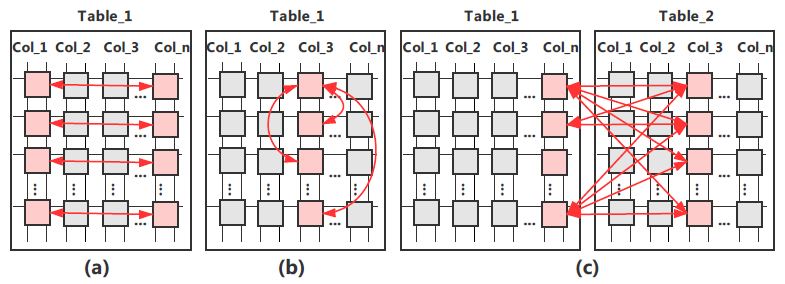 Table_1 Table_1 Table_1 Table_2
Col_1 Col_2 Col_3 Col_n Col_1 Col_2 Col_3 Col_n Col_1 Col_2 Col_3 Col_n Col_1 Col_2 Col_3 Col_n
... ... ... ...
... ... ... ...
... ... ... ...
⋮ ⋮ ⋮ ⋮ ⋮ ⋮ ⋮ ⋮ ⋮ ⋮ ⋮ ⋮ ⋮ ⋮ ⋮ ⋮
... ... ... ...
(a) (b) (c)